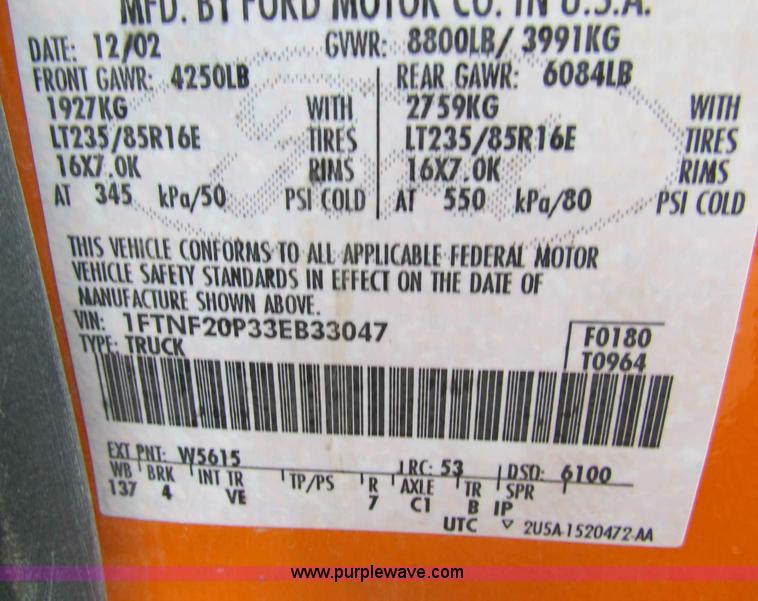 MFD. BY FORD MOTOR CO. IN U.S.A.
DATE: 12/02 GVWR: 8800LB/ 3991KG
FRONT GAWR: 4250LB REAR GAWR: 6084LB
1927KG WITH 2759KG WITH
LT235/85R16E TIRES LT235/85R16E TIRES
16X7.0K RIMS 16X7.0K RIMS
AT 345 kPa/50 PSI COLD AT 550 kPa/80 PSI COLD
THIS VEHICLE CONFORMS TO ALL APPLICABLE FEDERAL MOTOR
VEHICLE SAFETY STANDARDS IN EFFECT ON THE DATE OF
MANUFACTURE SHOWN ABOVE.
VIN: 1FTNF20P33EB33047
F0180
TYPE: TRUCK
T0964
EXT PNT: W5615 RC: 53 DSO: 6100
WB BRK INT TR TP/PS R AXLE TR SPR
137 4 VE 7 C1 B IP
UTC ▽ 2U5A-1520472-AA
www.purplewave.com